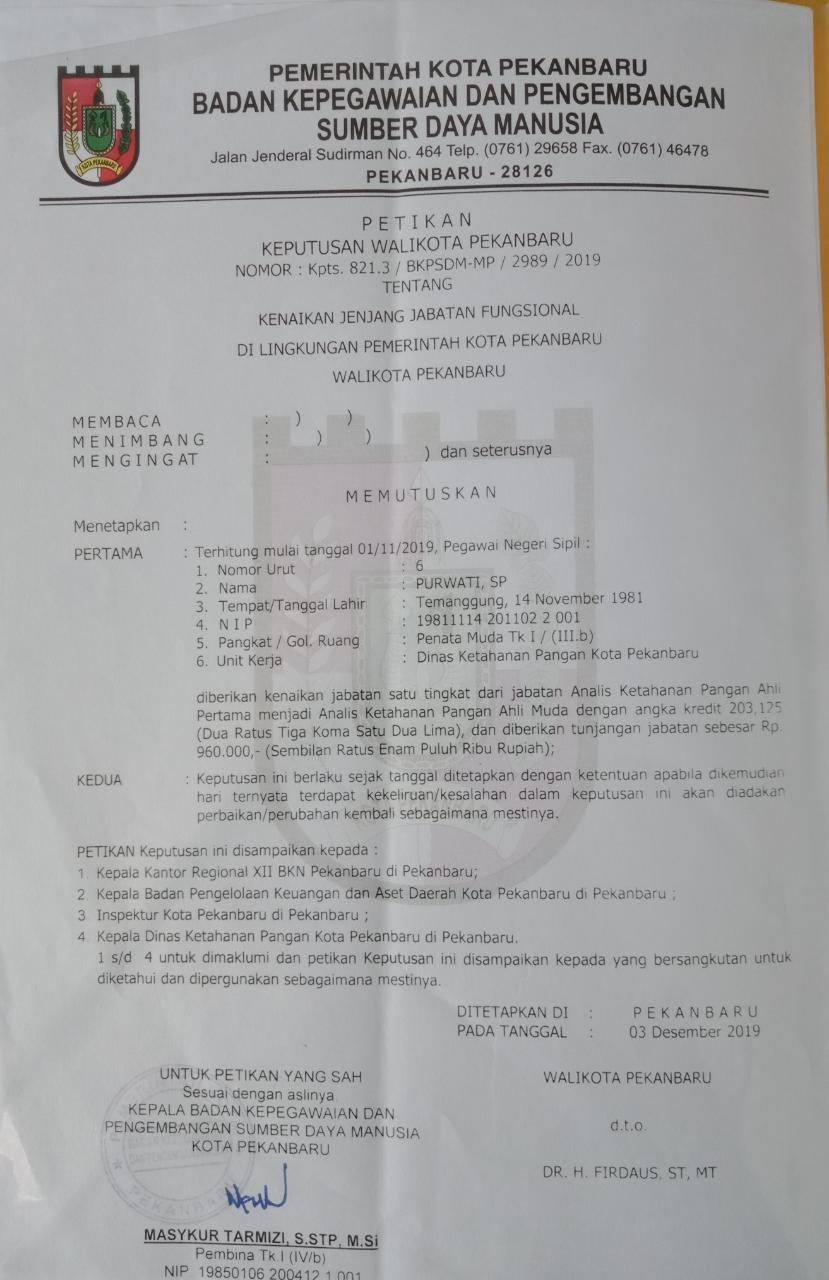 PEMERINTAH KOTA PEKANBARU
BADAN KEPEGAWAIAN DAN PENGEMBANGAN
SUMBER DAYA MANUSIA
Jalan Jenderal Sudirman No. 464 Telp. (0761) 29658 Fax. (0761) 46478
PEKANBARU - 28126
KOTA PEKANBARU
P E T I K A N
KEPUTUSAN WALIKOTA PEKANBARU
NOMOR : Kpts. 821.3 / BKPSDM-MP / 2989 / 2019
TENTANG
KENAIKAN JENJANG JABATAN FUNGSIONAL
DI LINGKUNGAN PEMERINTAH KOTA PEKANBARU
WALIKOTA PEKANBARU
M E M B A C A : ) )
M E N I M B A N G : ) )
M E N G I N G A T : ) dan seterusnya
M E M U T U S K A N
Menetapkan :
PERTAMA : Terhitung mulai tanggal 01/11/2019, Pegawai Negeri Sipil :
1. Nomor Urut : 6
2. Nama : PURWATI, SP
3. Tempat/Tanggal Lahir : Temanggung, 14 November 1981
4. N I P : 19811114 201102 2 001
5. Pangkat / Gol. Ruang : Penata Muda Tk I / (III.b)
6. Unit Kerja : Dinas Ketahanan Pangan Kota Pekanbaru
diberikan kenaikan jabatan satu tingkat dari jabatan Analis Ketahanan Pangan Ahli
Pertama menjadi Analis Ketahanan Pangan Ahli Muda dengan angka kredit 203,125
(Dua Ratus Tiga Koma Satu Dua Lima), dan diberikan tunjangan jabatan sebesar Rp.
960.000,- (Sembilan Ratus Enam Puluh Ribu Rupiah);
KEDUA : Keputusan ini berlaku sejak tanggal ditetapkan dengan ketentuan apabila dikemudian
hari ternyata terdapat kekeliruan/kesalahan dalam keputusan ini akan diadakan
perbaikan/perubahan kembali sebagaimana mestinya.
PETIKAN Keputusan ini disampaikan kepada :
1. Kepala Kantor Regional XII BKN Pekanbaru di Pekanbaru;
2. Kepala Badan Pengelolaan Keuangan dan Aset Daerah Kota Pekanbaru di Pekanbaru ;
3. Inspektur Kota Pekanbaru di Pekanbaru ;
4. Kepala Dinas Ketahanan Pangan Kota Pekanbaru di Pekanbaru.
1 s/d 4 untuk dimaklumi dan petikan Keputusan ini disampaikan kepada yang bersangkutan untuk
diketahui dan dipergunakan sebagaimana mestinya.
DITETAPKAN DI : P E K A N B A R U
PADA TANGGAL : 03 Desember 2019
UNTUK PETIKAN YANG SAH
Sesuai dengan aslinya
KEPALA BADAN KEPEGAWAIAN DAN
PENGEMBANGAN SUMBER DAYA MANUSIA
KOTA PEKANBARU
MASYKUR TARMIZI, S.STP, M.Si
Pembina Tk.I (IV/b)
NIP. 19850106 200412 1 001
WALIKOTA PEKANBARU
d.t.o.
DR. H. FIRDAUS, ST, MT